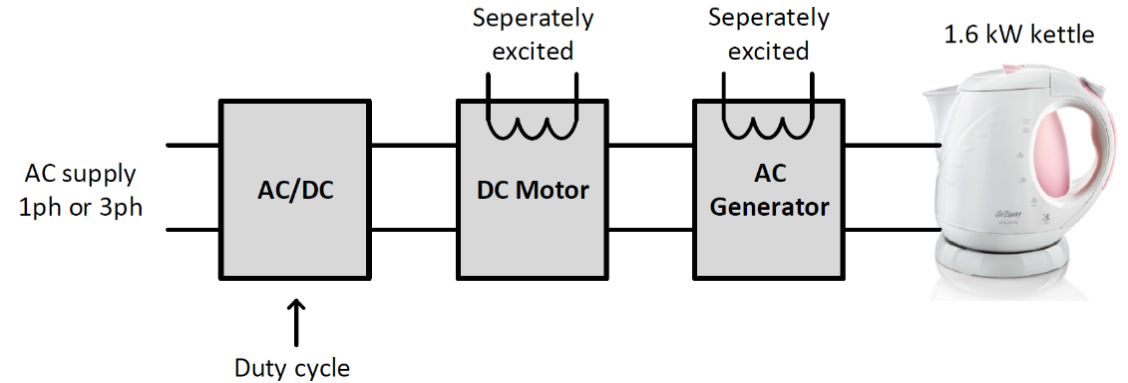 Seperately
excited
Seperately
excited
1.6 kW kettle
AC supply
1ph or 3ph
AC/DC
DC Motor
AC
Generator
arzum
Duty cycle